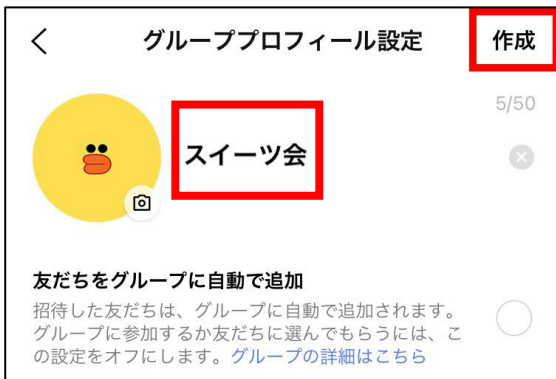 グループプロフィール設定
作成
5/50
スイーツ会
友だちをグループに自動で追加
招待した友だちは、グループに自動で追加されます。
グループに参加するか友だちに選んでもらうには、こ
の設定をオフにします。グループの詳細はこちら